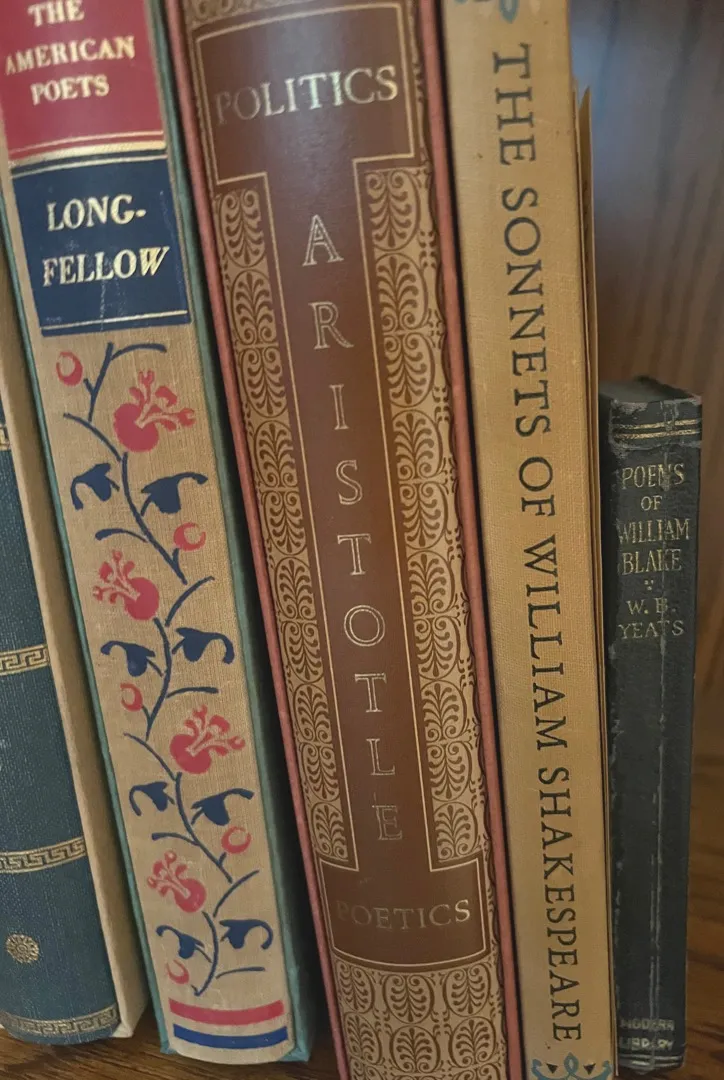 THE
AMERICAN
POETS
LONG-
FELLOW
POLITICS
ARISTOTLE
POETICS
THE SONNETS OF WILLIAM SHAKESPEARE
POEMS
OF
WILLIAM
BLAKE
W. B.
YEATS
MODERN
LIBRARY